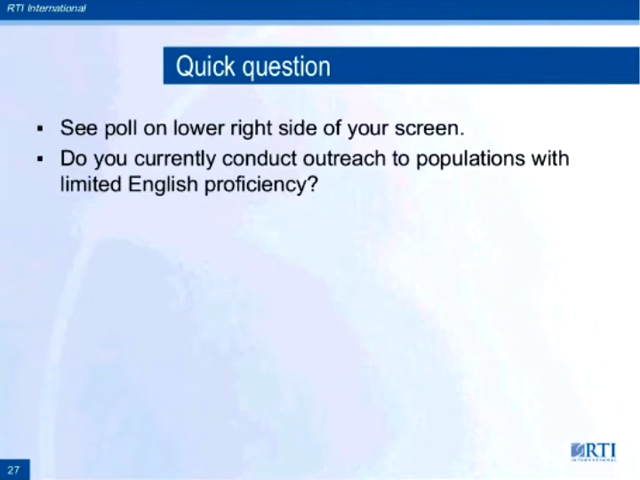 RTI International
Quick question
▪ See poll on lower right side of your screen.
▪ Do you currently conduct outreach to populations with
limited English proficiency?
RTI
INTERNATIONAL
27